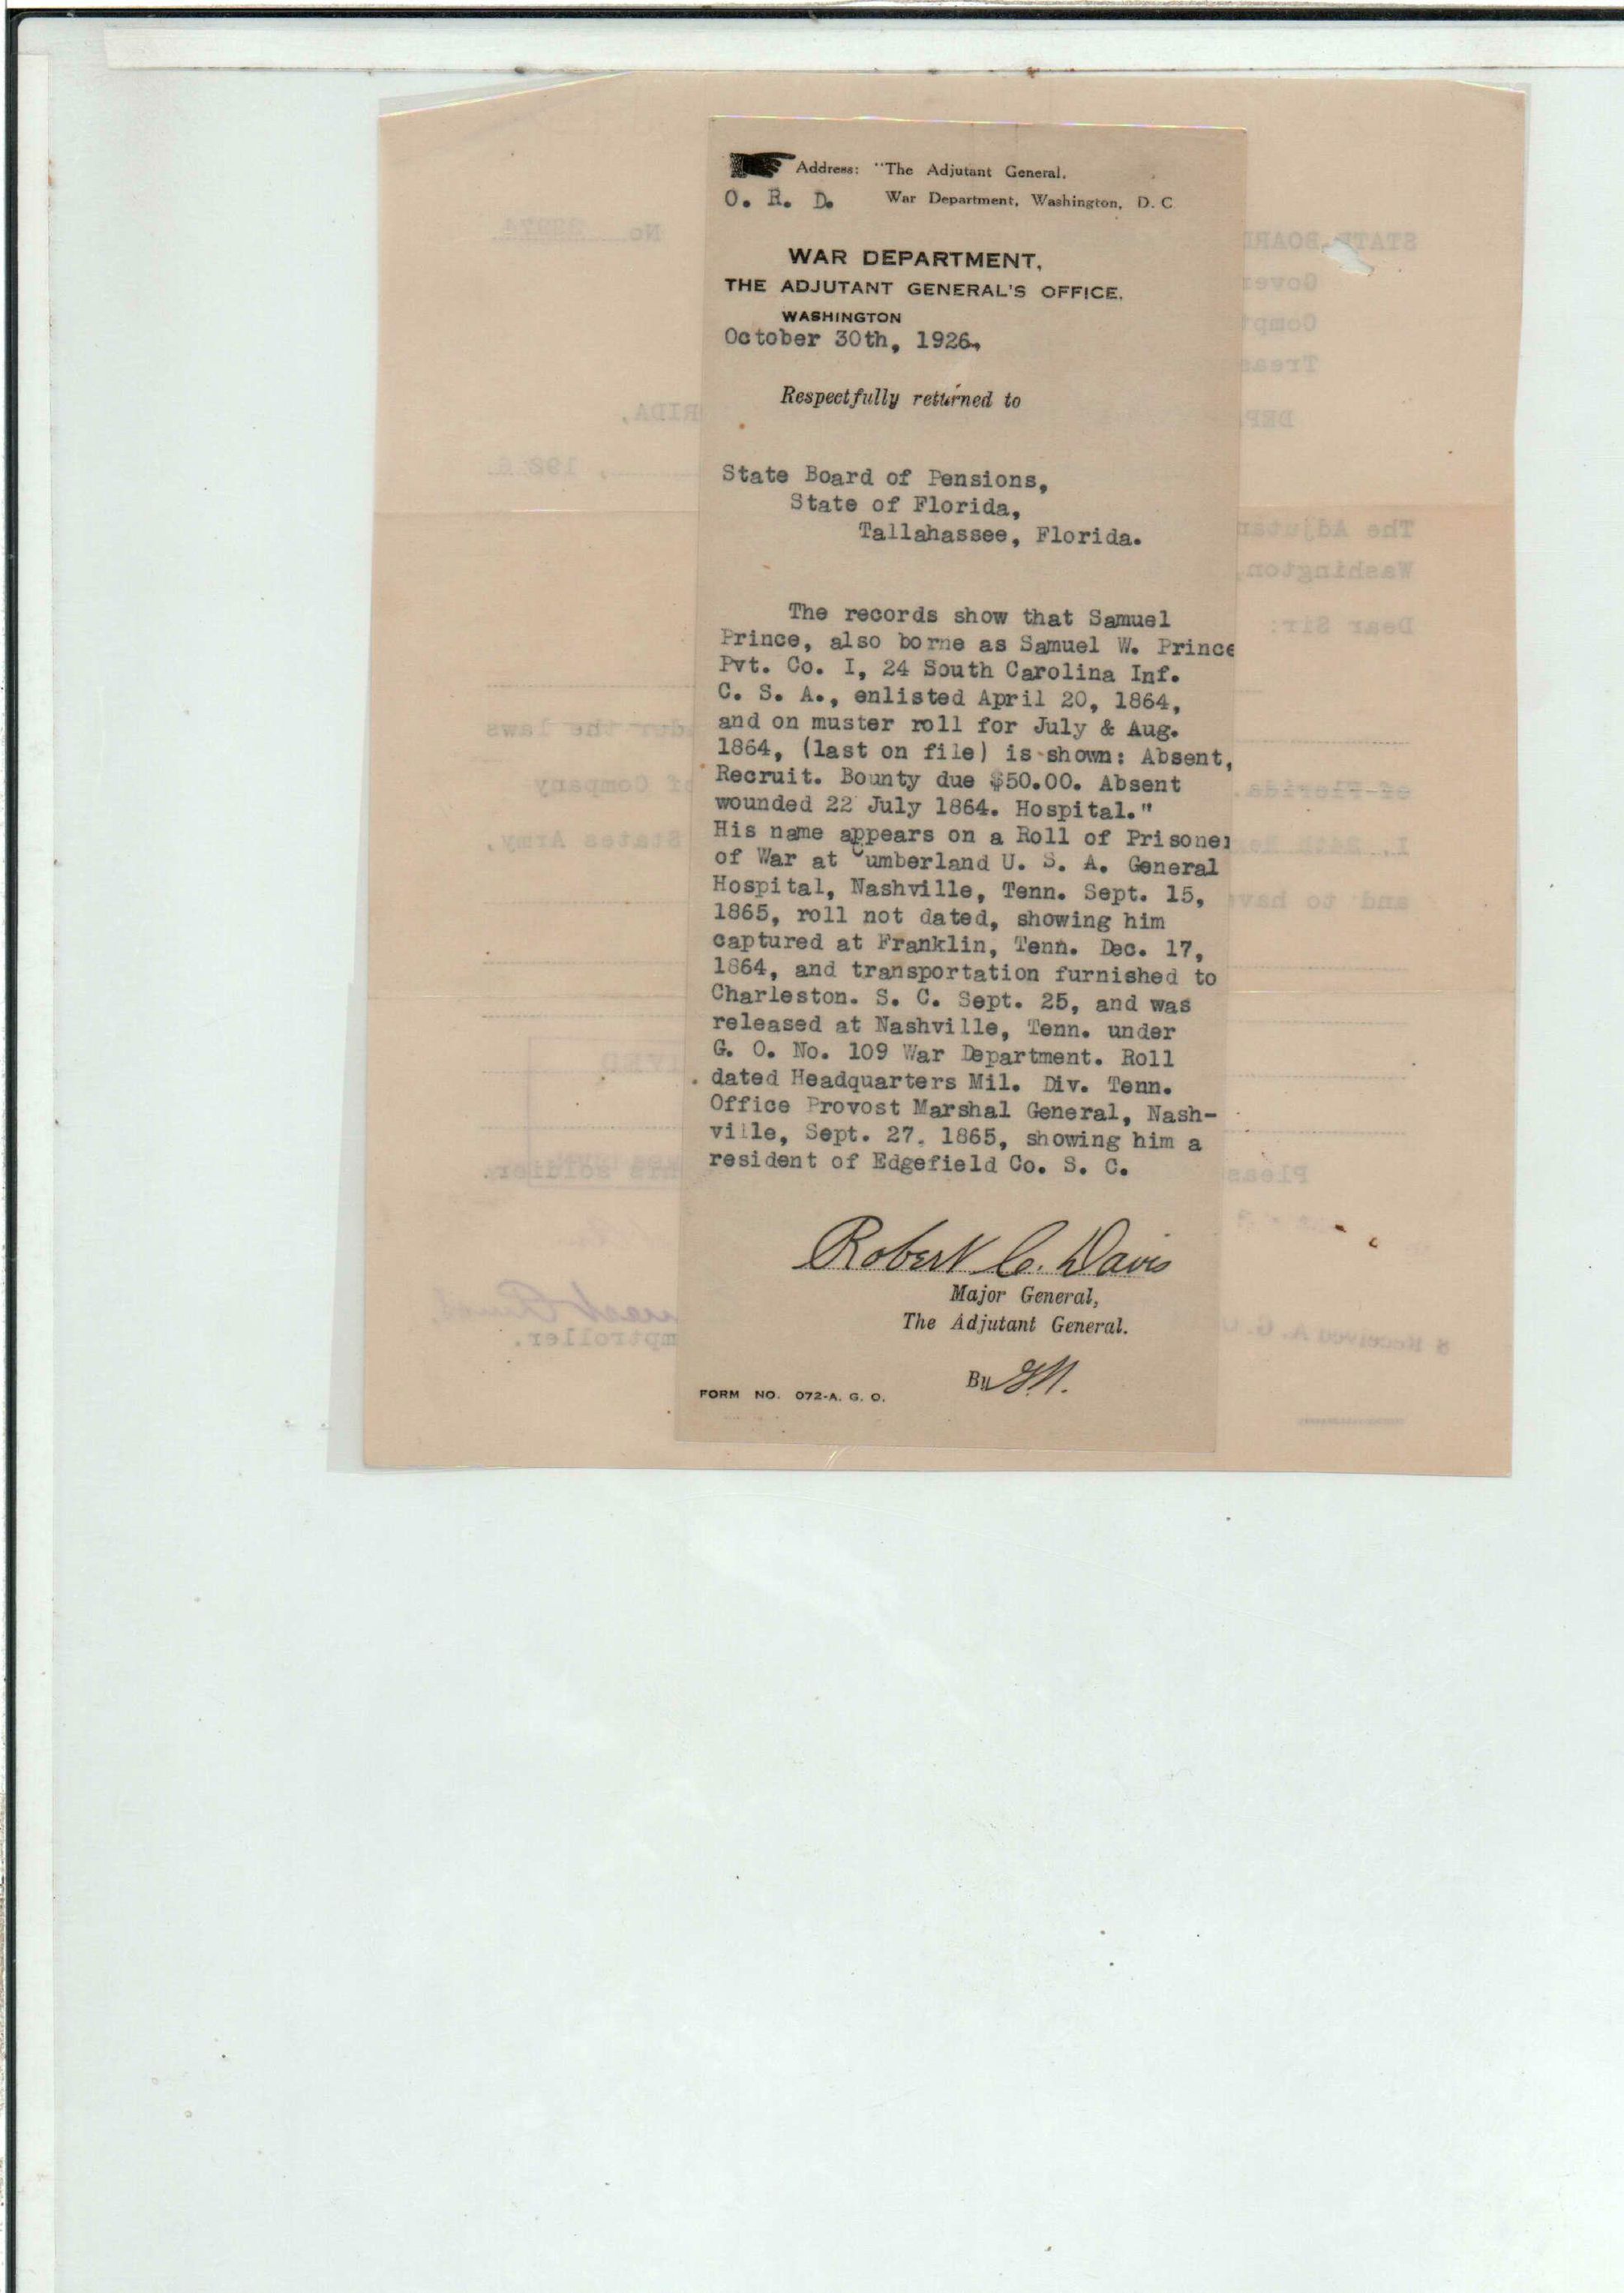 Address: "The Adjutant General,
O. R. D. War Department, Washington, D. C
WAR DEPARTMENT,
THE ADJUTANT GENERAL'S OFFICE,
WASHINGTON
October 30th, 1926,
Respectfully returned to
State Board of Pensions,
State of Florida,
Tallahassee, Florida.
The records show that Samuel
Prince, also borne as Samuel W. Prince
Pvt. Co. I, 24 South Carolina Inf.
C. S. A., enlisted April 20, 1864,
and on muster roll for July & Aug.
1864, (last on file) is shown: Absent,
Recruit. Bounty due $50.00. Absent
wounded 22 July 1864. Hospital."
His name appears on a Roll of Prisoner
of War at Cumberland U. S. A. General
Hospital, Nashville, Tenn. Sept. 15,
1865, roll not dated, showing him
captured at Franklin, Tenn. Dec. 17,
1864, and transportation furnished to
Charleston. S. C. Sept. 25, and was
released at Nashville, Tenn. under
G. O. No. 109 War Department. Roll
dated Headquarters Mil. Div. Tenn.
Office Provost Marshal General, Nash-
ville, Sept. 27. 1865, showing him a
resident of Edgefield Co. S. C.
Robert C. Davis
Major General,
The Adjutant General.
By
FORM NO. 072-A. G. O.